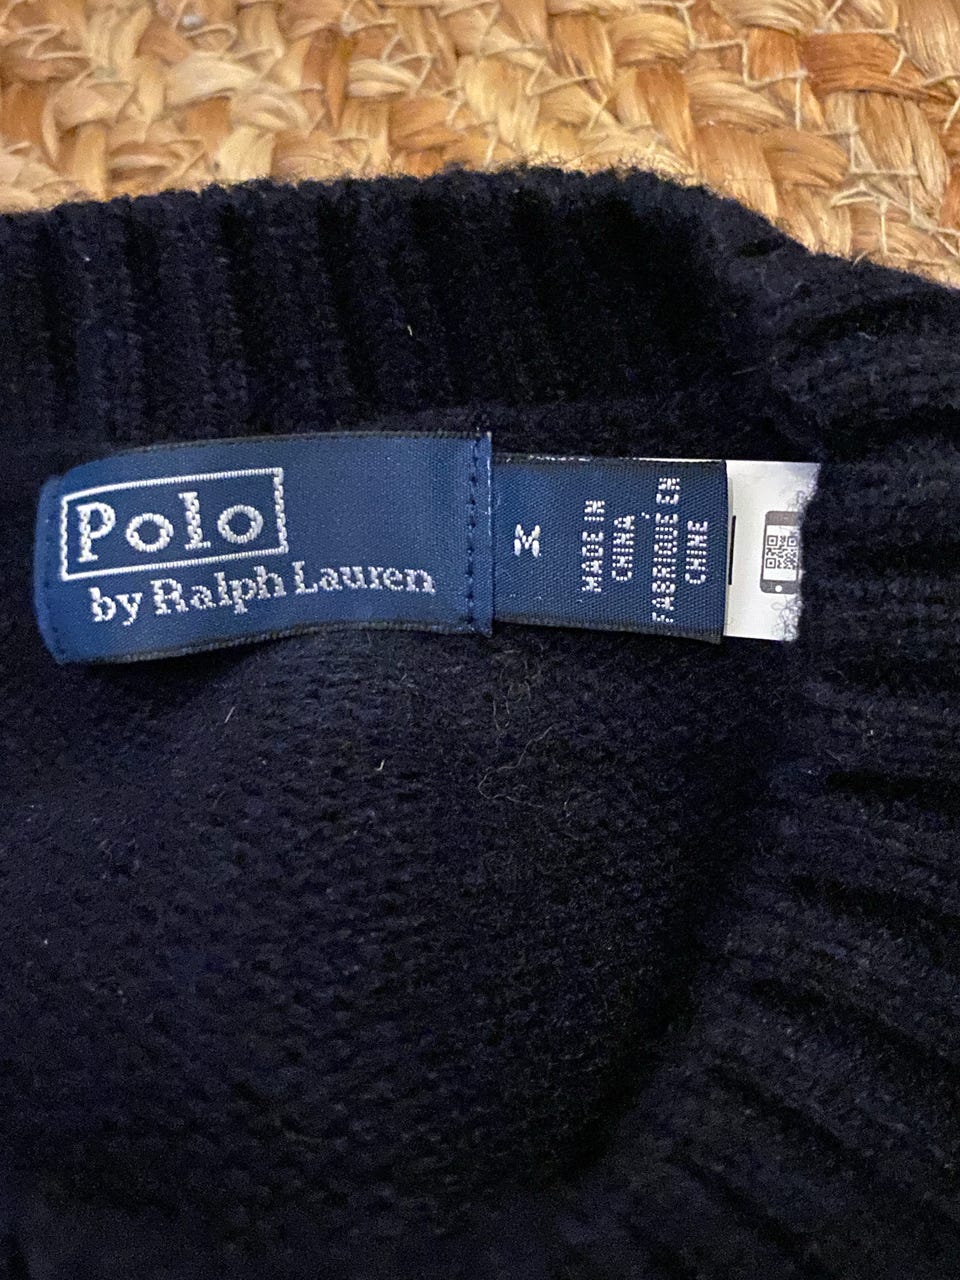 Polo
by Ralph Lauren
M
MADE IN
CHINA
FABRIQUÉ EN
CHINE